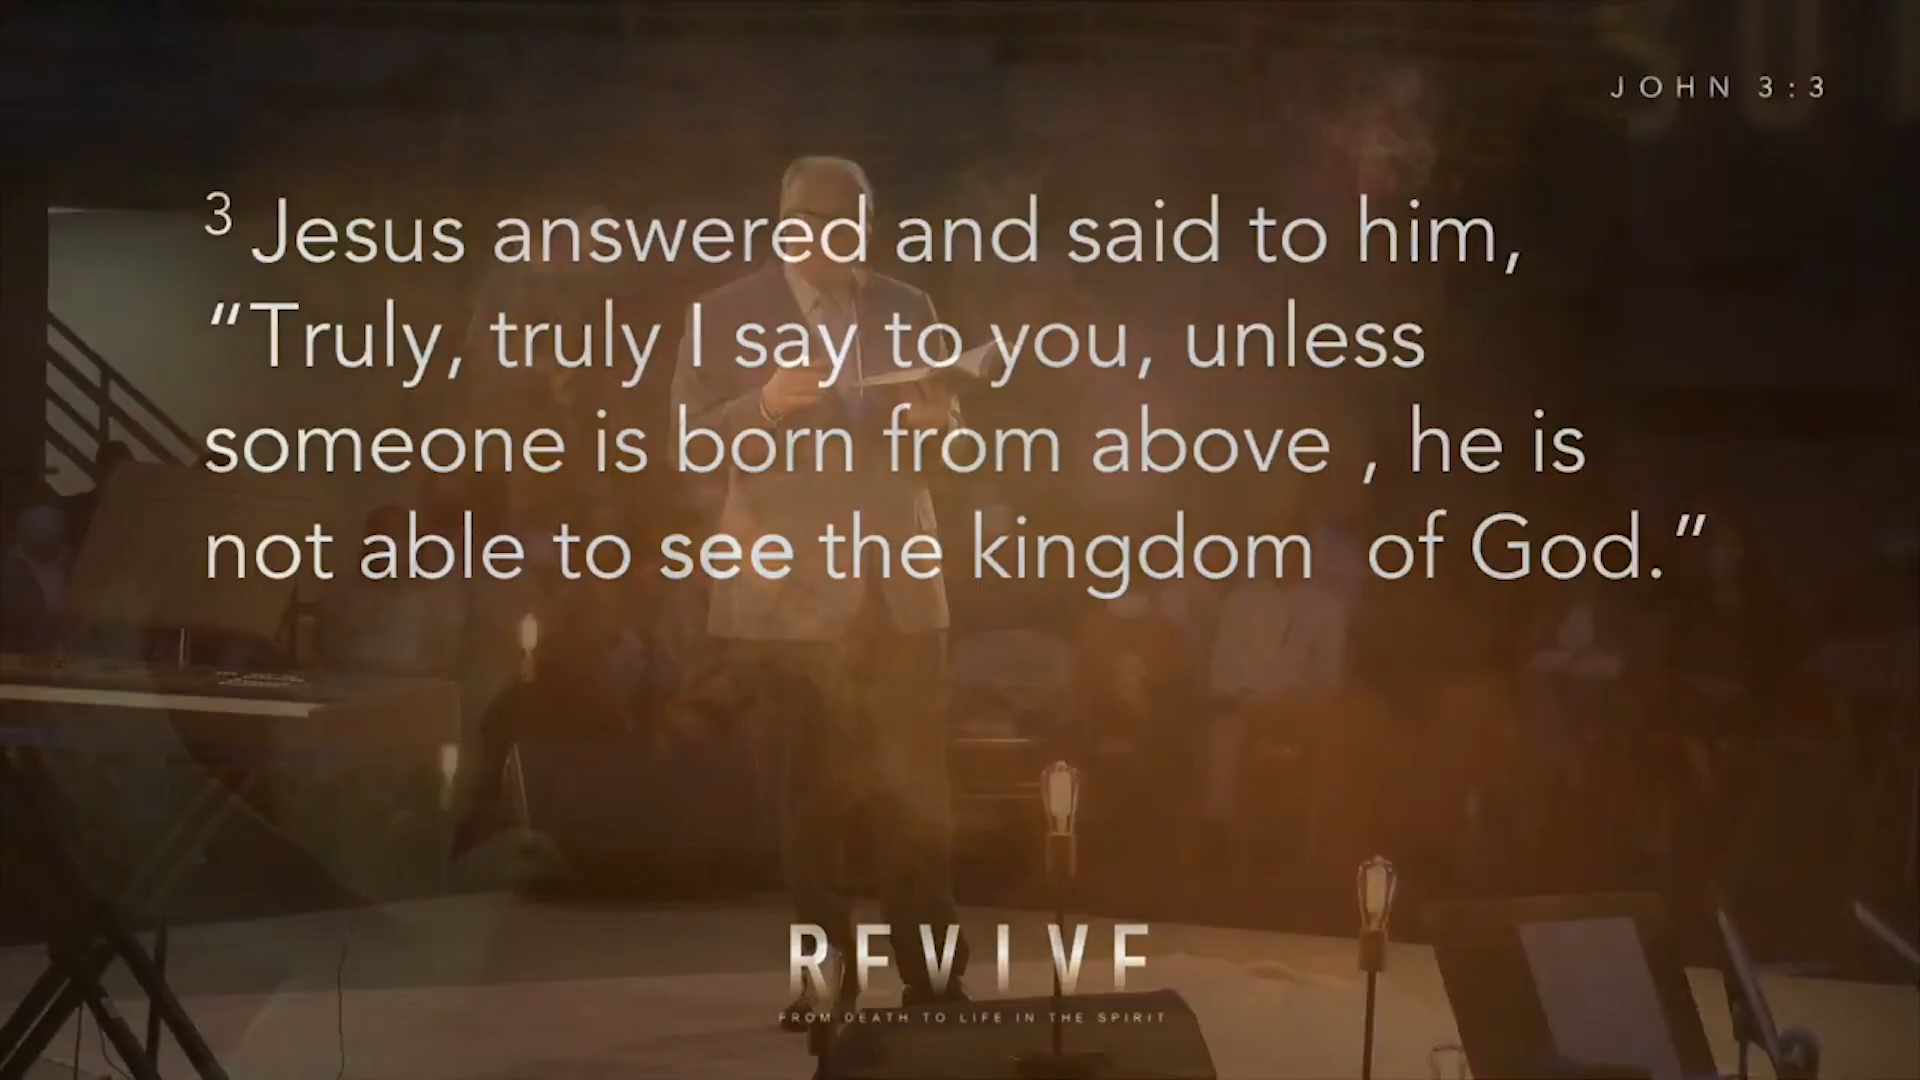 JOHN 3:3
3 Jesus answered and said to him,
“Truly, truly I say to you, unless
someone is born from above , he is
not able to see the kingdom of God.”
REVIVE
FROM DEATH TO LIFE IN THE SPIRIT